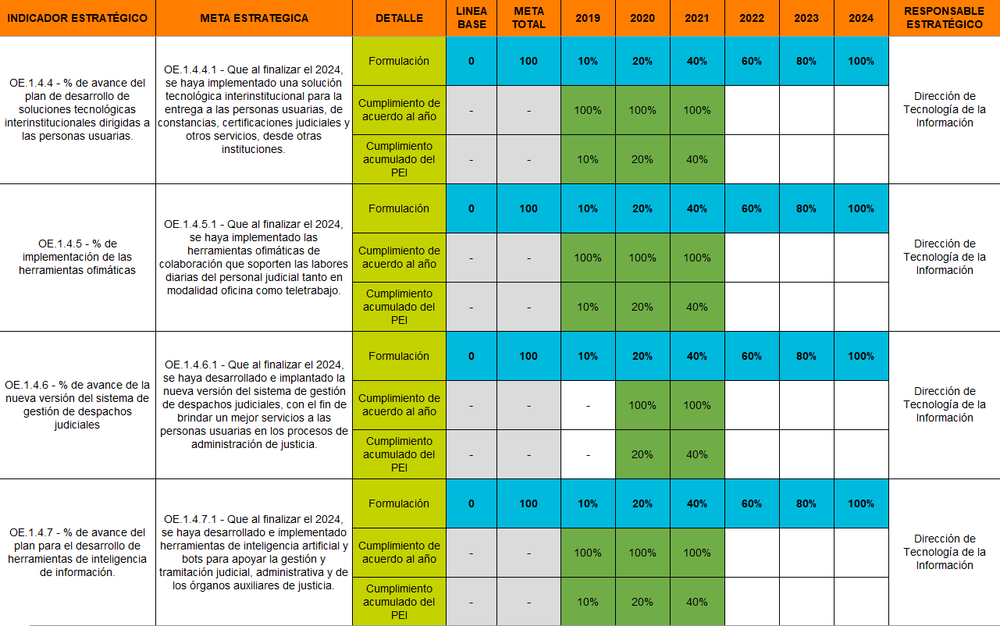 INDICADOR ESTRATÉGICO
META ESTRATEGICA
DETALLE
LINEA
BASE
META
TOTAL
2019
2020
2021
2022
2023
2024
RESPONSABLE
ESTRATÉGICO
OE.1.4.4 - % de avance del
plan de desarrollo de
soluciones tecnológicas
interinstitucionales dirigidas a
las personas usuarias.
OE.1.4.4.1 - Que al finalizar el 2024,
se haya implementado una solución
tecnológica interinstitucional para la
entrega a las personas usuarias, de
constancias, certificaciones judiciales y
otros servicios, desde otras
instituciones.
Formulación
0 100 10% 20% 40% 60% 80% 100%
Cumplimiento de
acuerdo al año
- - 100% 100% 100%
Cumplimiento
acumulado del
PEI
- - 10% 20% 40%
Dirección de
Tecnología de la
Información
OE.1.4.5 - % de
implementación de las
herramientas ofimáticas
OE.1.4.5.1 - Que al finalizar el 2024,
se haya implementado las
herramientas ofimáticas de
colaboración que soporten las labores
diarias del personal judicial tanto en
modalidad oficina como teletrabajo.
Formulación
0 100 10% 20% 40% 60% 80% 100%
Cumplimiento de
acuerdo al año
- - 100% 100% 100%
Cumplimiento
acumulado del
PEI
- - 10% 20% 40%
Dirección de
Tecnología de la
Información
OE.1.4.6 - % de avance de la
nueva versión del sistema de
gestión de despachos
judiciales
OE.1.4.6.1 - Que al finalizar el 2024,
se haya desarrollado e implantado la
nueva versión del sistema de gestión
de despachos judiciales, con el fin de
brindar un mejor servicios a las
personas usuarias en los procesos de
administración de justicia.
Formulación
0 100 10% 20% 40% 60% 80% 100%
Cumplimiento de
acuerdo al año
- - - 100% 100%
Cumplimiento
acumulado del
PEI
- - - 20% 40%
Dirección de
Tecnología de la
Información
OE.1.4.7 - % de avance del
plan para el desarrollo de
herramientas de inteligencia
de información.
OE.1.4.7.1 - Que al finalizar el 2024,
se haya desarrollado e implementado
herramientas de inteligencia artificial y
bots para apoyar la gestión y
tramitación judicial, administrativa y de
los órganos auxiliares de justicia.
Formulación
0 100 10% 20% 40% 60% 80% 100%
Cumplimiento de
acuerdo al año
- - 100% 100% 100%
Cumplimiento
acumulado del
PEI
- - 10% 20% 40%
Dirección de
Tecnología de la
Información